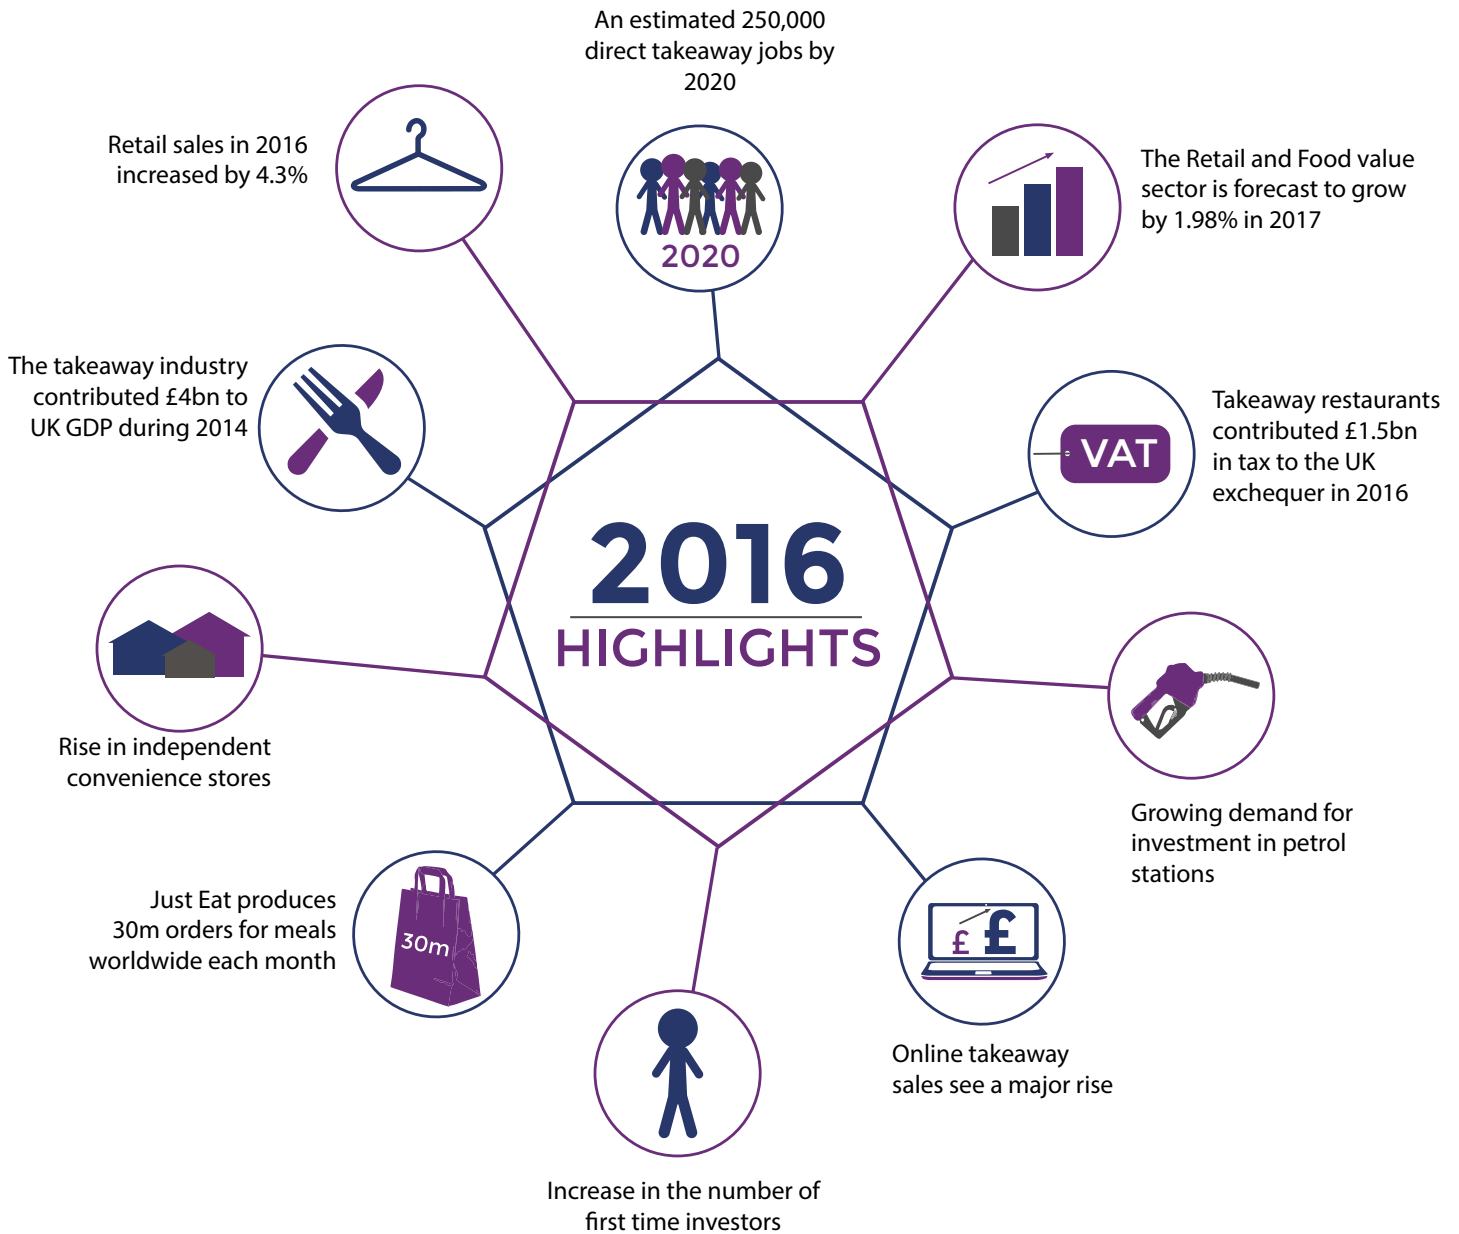 An estimated 250,000
direct takeaway jobs by
2020
2020
Retail sales in 2016
increased by 4.3%
The Retail and Food value
sector is forecast to grow
by 1.98% in 2017
The takeaway industry
contributed £4bn to
UK GDP during 2014
Takeaway restaurants
contributed £1.5bn
in tax to the UK
exchequer in 2016
VAT
2016
HIGHLIGHTS
Rise in independent
convenience stores
Growing demand for
investment in petrol
stations
Just Eat produces
30m orders for meals
worldwide each month
30m
£ £
Online takeaway
sales see a major rise
Increase in the number of
first time investors